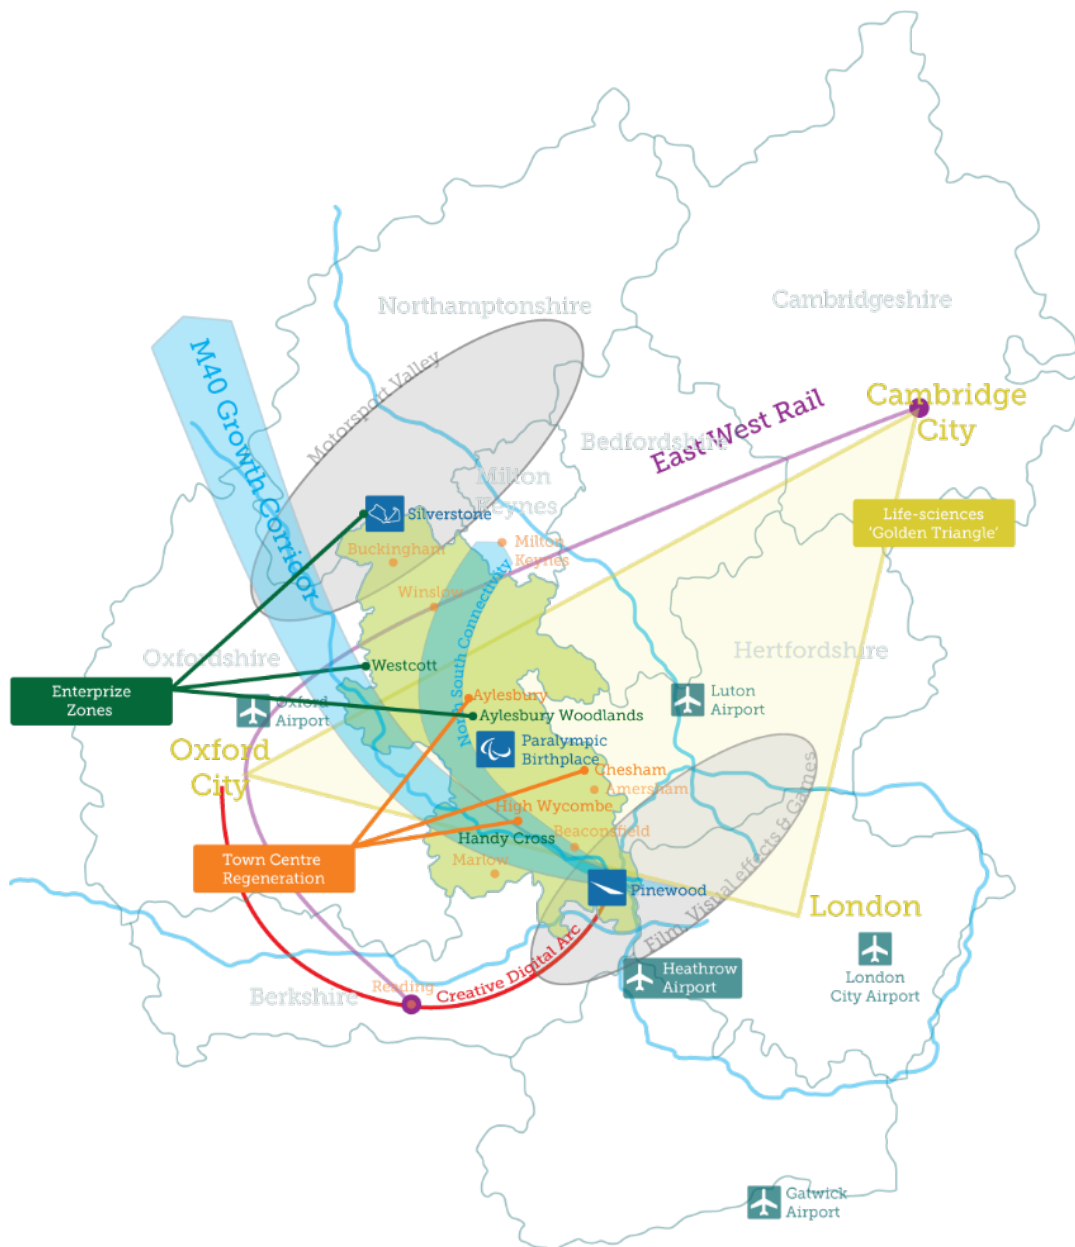 Northamptonshire
Cambridgeshire
M40 Growth Corridor
Motorsport Valley
Cambridge
City
East West Rail
Bedfordshire
Milton
Keynes
Silverstone
Life-sciences
'Golden Triangle'
Buckingham
Milton
Keynes
Winslow
North South Connectivity
Oxfordshire
Hertfordshire
Westcott
Enterprize
Zones
Aylesbury
Luton
Airport
Oxford
Airport
Aylesbury Woodlands
Oxford
City
Paralympic
Birthplace
Chesham
Amersham
High Wycombe
Beaconsfield
Handy Cross
Town Centre
Regeneration
Marlow
Pinewood
Film, Visual effects & Games
London
Creative Digital Arc
Heathrow
Airport
London
City Airport
Reading
Berkshire
Gatwick
Airport